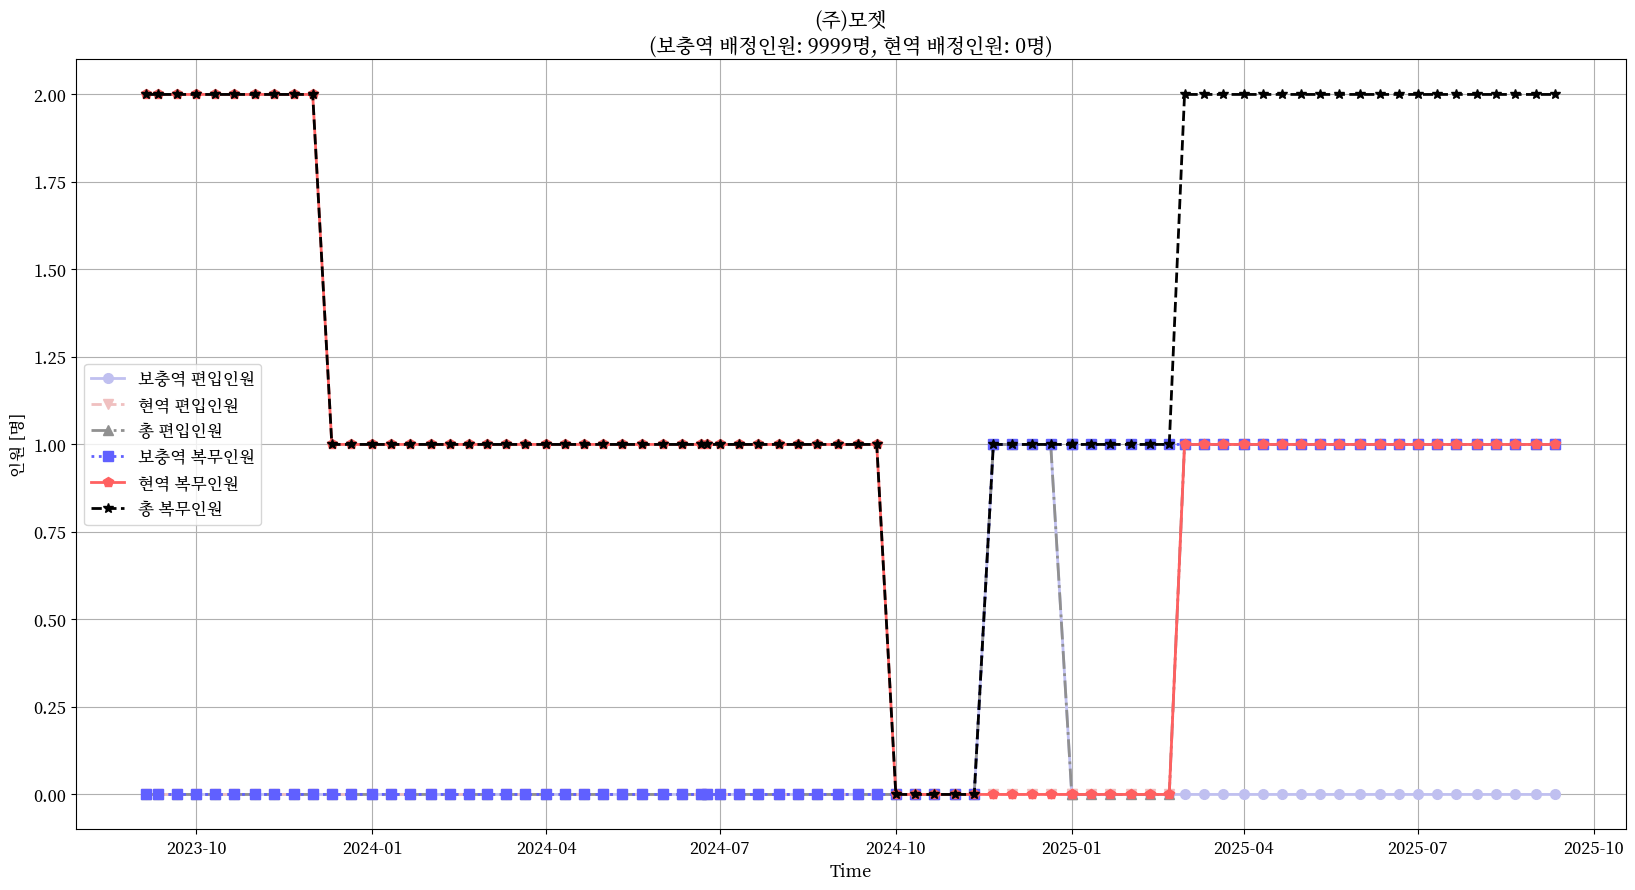 (주)모젯
(보충역 배정인원: 9999명, 현역 배정인원: 0명)
인원 [명]
2.00
1.75
1.50
1.25
1.00
0.75
0.50
0.25
0.00
보충역 편입인원
현역 편입인원
총 편입인원
보충역 복무인원
현역 복무인원
총 복무인원
2023-10
2024-01
2024-04
2024-07
2024-10
2025-01
2025-04
2025-07
2025-10
Time